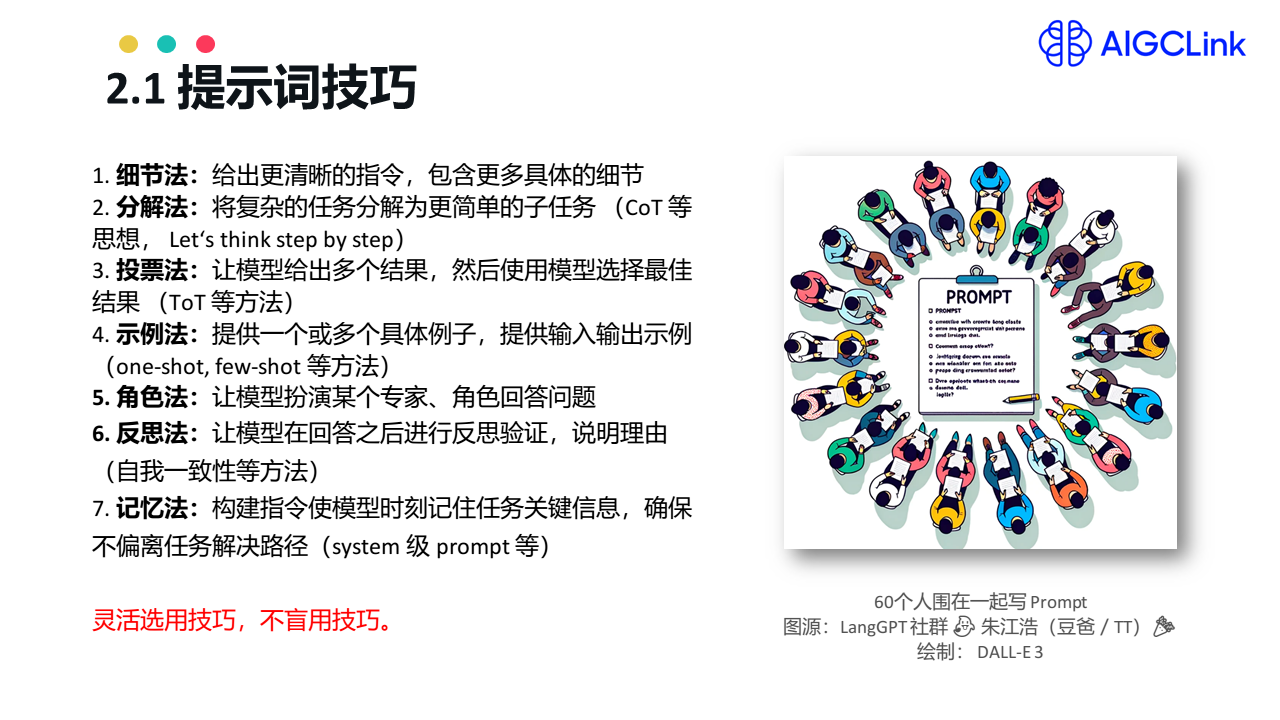 AIGCLink
2.1 提示词技巧
1. 细节法：给出更清晰的指令，包含更多具体的细节
2. 分解法：将复杂的任务分解为更简单的子任务 （CoT 等
思想， Let‘s think step by step）
3. 投票法：让模型给出多个结果，然后使用模型选择最佳
结果 （ToT 等方法）
4. 示例法：提供一个或多个具体例子，提供输入输出示例
（one-shot, few-shot 等方法）
5. 角色法：让模型扮演某个专家、角色回答问题
6. 反思法：让模型在回答之后进行反思验证，说明理由
（自我一致性等方法）
7. 记忆法：构建指令使模型时刻记住任务关键信息，确保
不偏离任务解决路径（system 级 prompt 等）
灵活选用技巧，不盲用技巧。
PROMPT
PROMPST
60个人围在一起写 Prompt
图源：LangGPT 社群 朱江浩（豆爸 / TT）
绘制： DALL-E 3